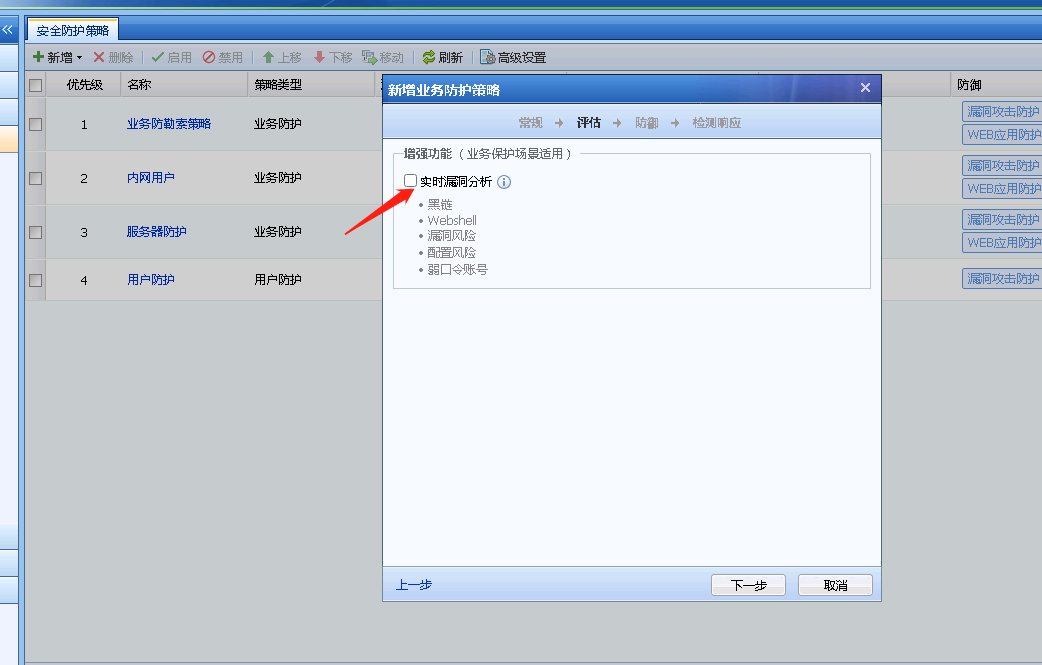 安全防护策略
新增 删除 启用 禁用 上移 下移 移动 刷新 高级设置
优先级 名称 策略类型 防御
1 业务防勒索策略 业务防护 漏洞攻击防护
WEB应用防护
2 内网用户 业务防护 漏洞攻击防护
WEB应用防护
3 服务器防护 业务防护 漏洞攻击防护
WEB应用防护
4 用户防护 用户防护 漏洞攻击防护
新增业务防护策略
常规 → 评估 → 防御 → 检测响应
增强功能（业务保护场景适用）
实时漏洞分析
• 黑链
• Webshell
• 漏洞风险
• 配置风险
• 弱口令账号
上一步 下一步 取消